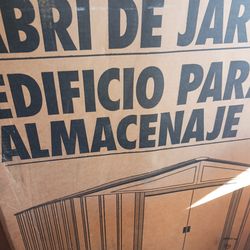 ABRI DE JAR
EDIFICIO PARA
ALMACENAJE